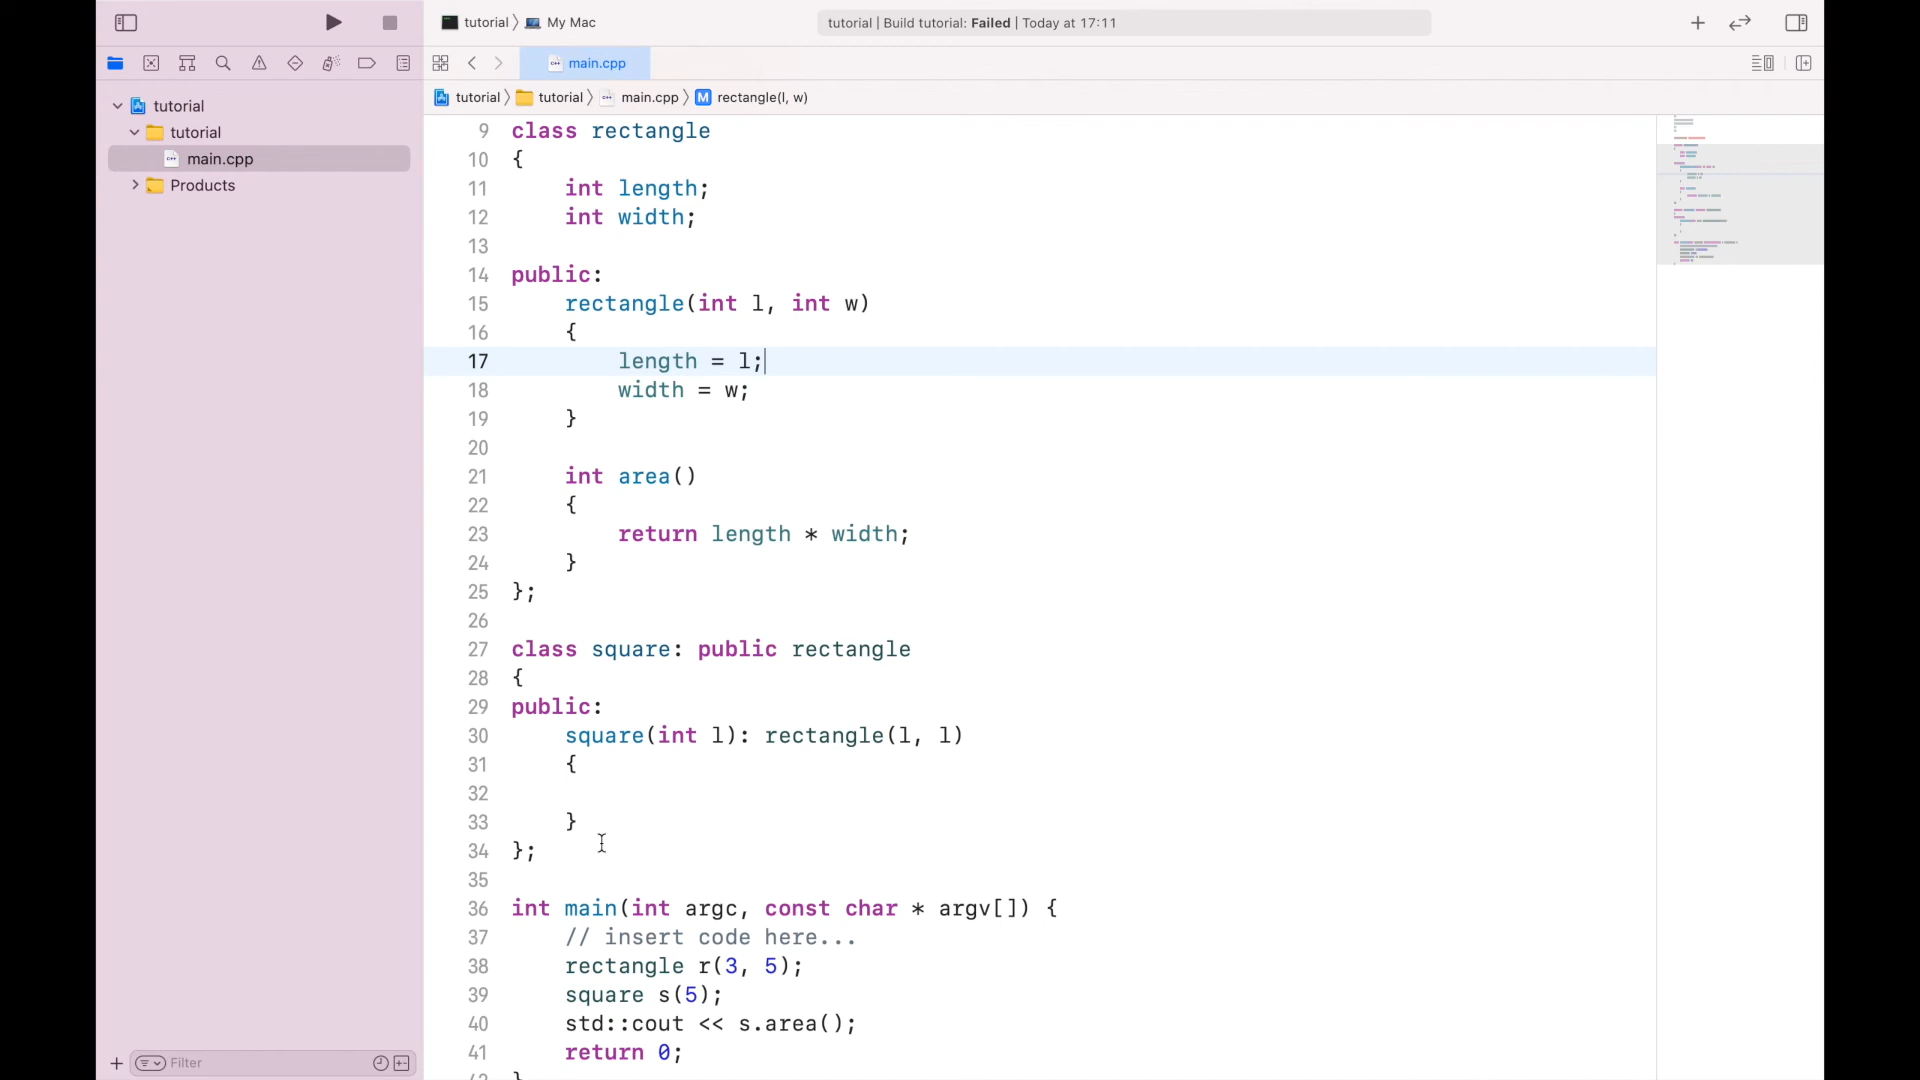 tutorial 〉 My Mac
tutorial | Build tutorial: Failed | Today at 17:11
main.cpp
tutorial 〉 tutorial 〉 main.cpp 〉 M rectangle(l, w)
tutorial
tutorial
main.cpp
Products
9 class rectangle
10 {
11     int length;
12     int width;
13
14 public:
15     rectangle(int l, int w)
16     {
17         length = l;
18         width = w;
19     }
20
21     int area()
22     {
23         return length * width;
24     }
25 };
26
27 class square: public rectangle
28 {
29 public:
30     square(int l): rectangle(l, l)
31     {
32
33     }
34 };
35
36 int main(int argc, const char * argv[]) {
37     // insert code here...
38     rectangle r(3, 5);
39     square s(5);
40     std::cout << s.area();
41     return 0;
Filter